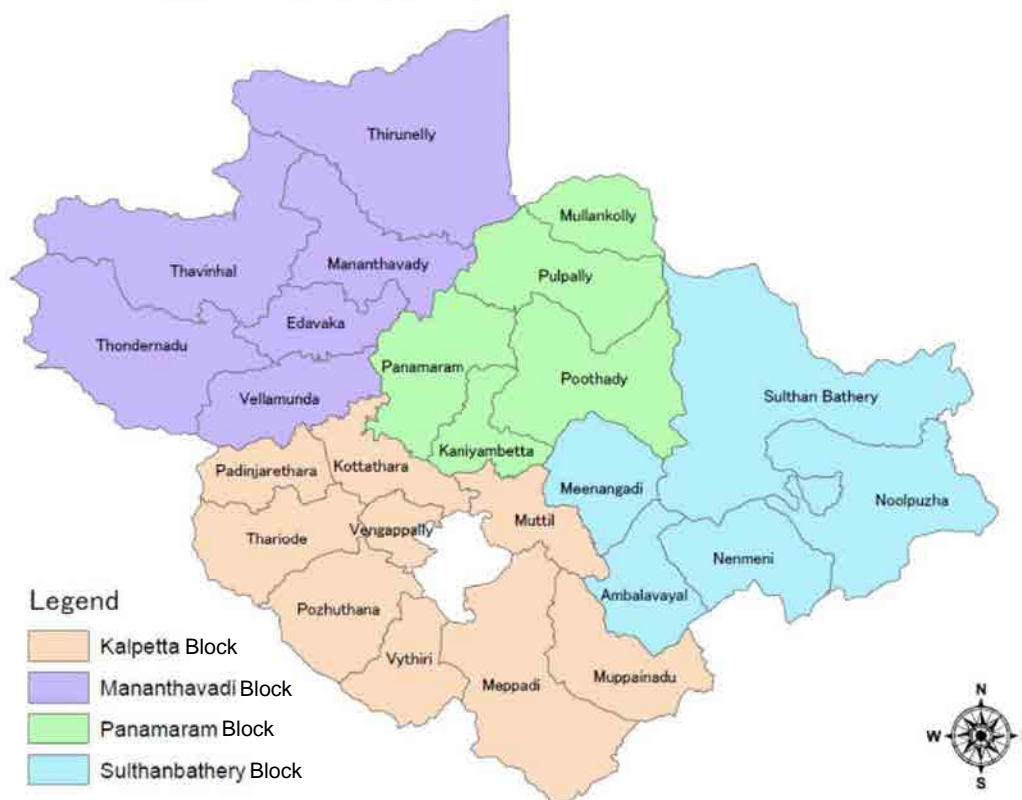 Thirunelly
Mullankolly
Thavinhal
Mananthavady
Pulpally
Edavaka
Thondernadu
Panamaram
Poothady
Vellamunda
Sulthan Bathery
Kaniyambetta
Padinjarethara
Kottathara
Meenangadi
Noolpuzha
Muttil
Vengappally
Thariode
Nenmeni
Ambalavayal
Pozhuthana
Vythiri
Meppadi
Muppainadu
Legend
Kalpetta Block
Mananthavadi Block
Panamaram Block
Sulthanbathery Block
N
W
S